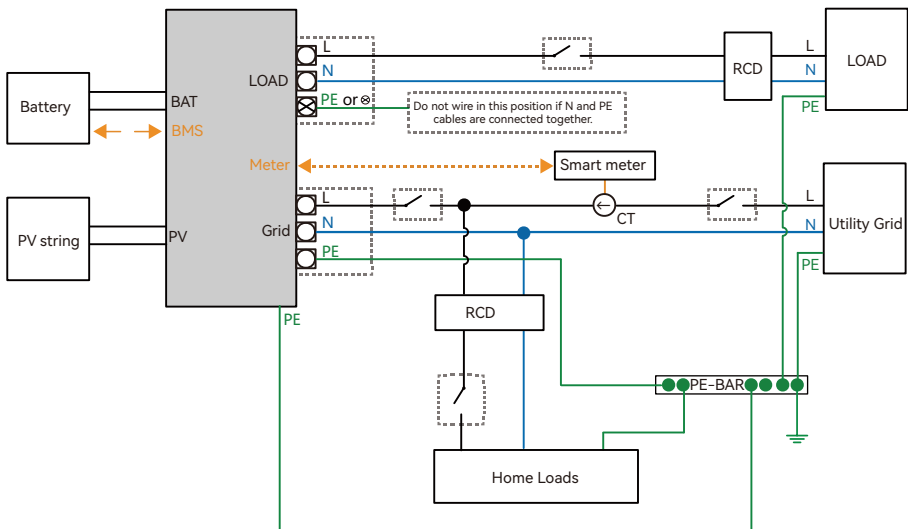 L
N
PE or ⊗
LOAD
Do not wire in this position if N and PE
cables are connected together.
RCD
L
N
PE
LOAD
Battery
BAT
BMS
Meter
Smart meter
CT
PV string
PV
Grid
L
N
PE
L
N
PE
Utility Grid
PE
RCD
PE-BAR
Home Loads